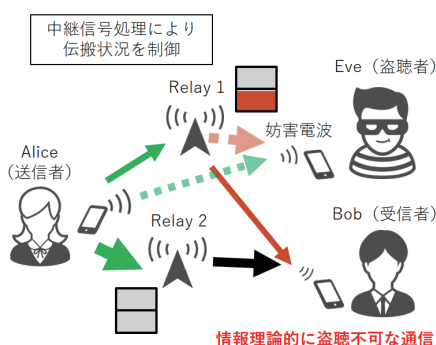 中継信号処理により
伝搬状況を制御
Relay 1
Eve（盗聴者）
妨害電波
Alice
（送信者）
Relay 2
Bob（受信者）
情報理論的に盗聴不可な通信